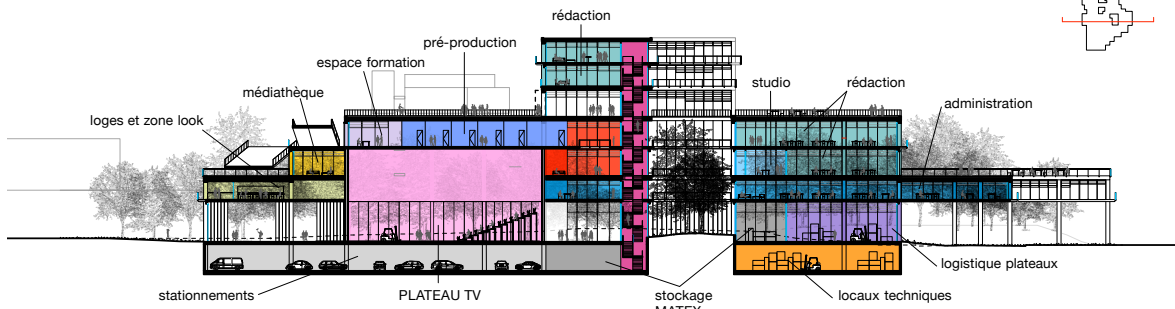 rédaction
pré-production
espace formation
studio
rédaction
médiathèque
administration
loges et zone look
logistique plateaux
stationnements
PLATEAU TV
stockage
MATEX
locaux techniques